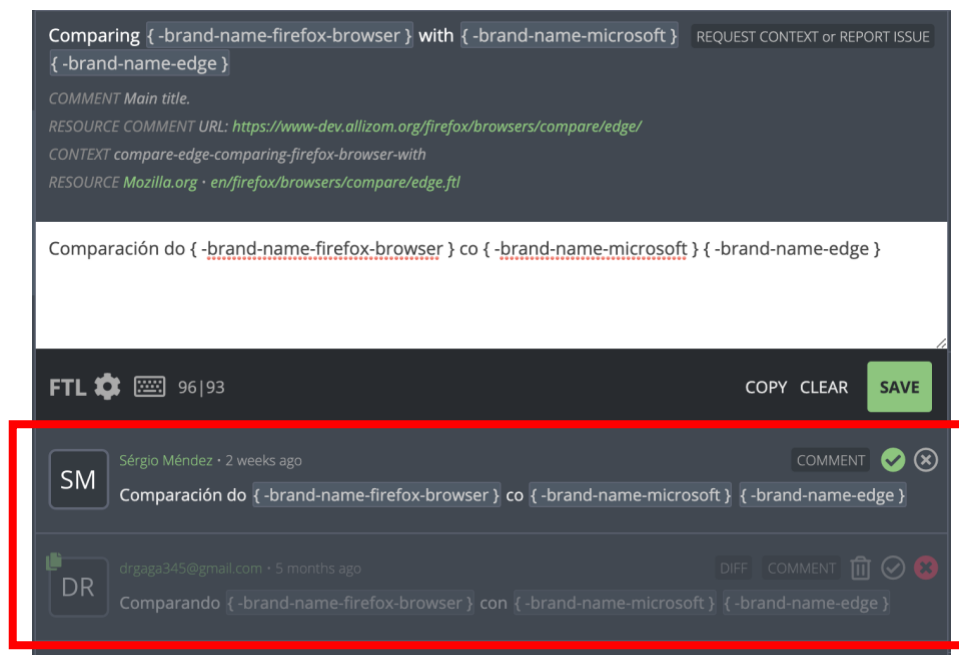 Comparing { -brand-name-firefox-browser } with { -brand-name-microsoft } REQUEST CONTEXT or REPORT ISSUE
{ -brand-name-edge }
COMMENT Main title.
RESOURCE COMMENT URL: https://www-dev.allizom.org/firefox/browsers/compare/edge/
CONTEXT compare-edge-comparing-firefox-browser-with
RESOURCE Mozilla.org • en/firefox/browsers/compare/edge.ftl
Comparación do { -brand-name-firefox-browser } co { -brand-name-microsoft } { -brand-name-edge }
FTL 96|93 COPY CLEAR SAVE
SM Sérgio Méndez • 2 weeks ago COMMENT
Comparación do { -brand-name-firefox-browser } co { -brand-name-microsoft } { -brand-name-edge }
DR drgaga345@gmail.com • 5 months ago DIFF COMMENT
Comparando { -brand-name-firefox-browser } con { -brand-name-microsoft } { -brand-name-edge }